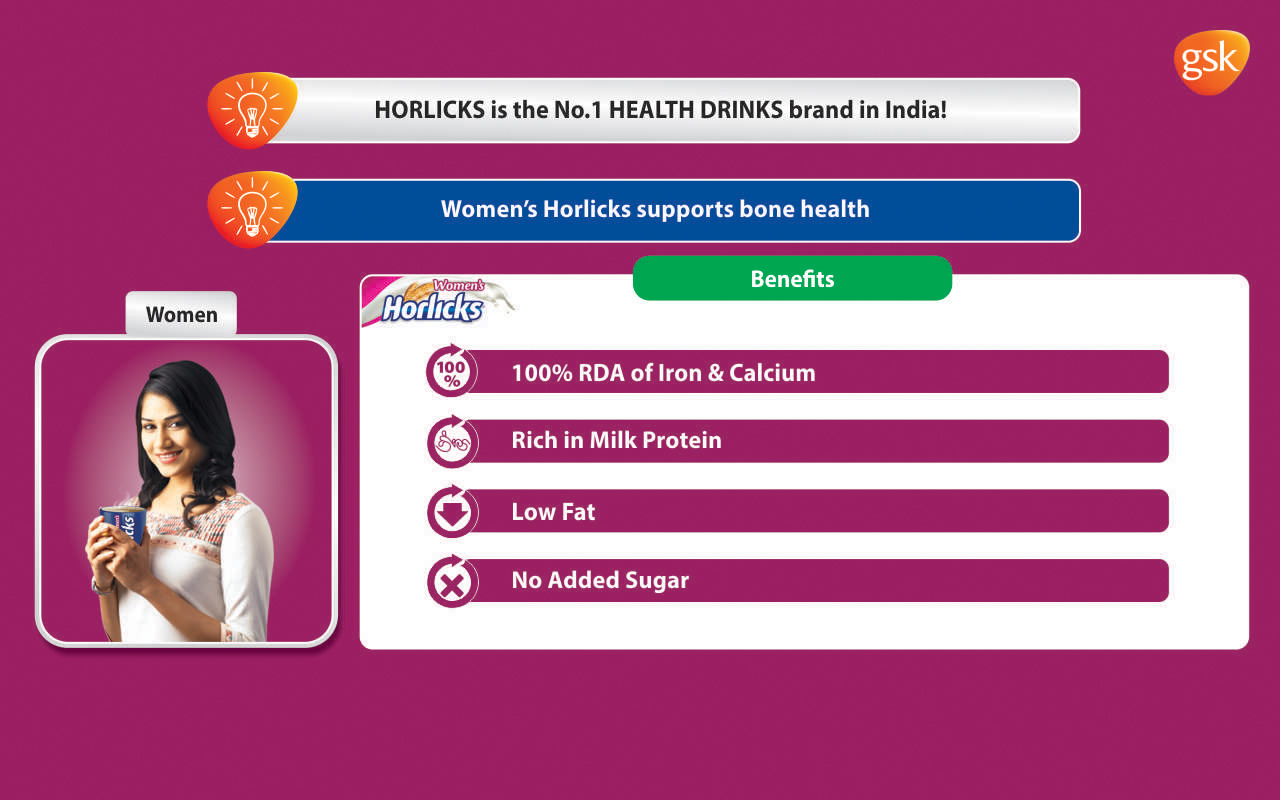 gsk
HORLICKS is the No.1 HEALTH DRINKS brand in India!
Women's Horlicks supports bone health
Benefits
Women's
Horlicks
Women
100
%
100% RDA of Iron & Calcium
Rich in Milk Protein
Low Fat
No Added Sugar